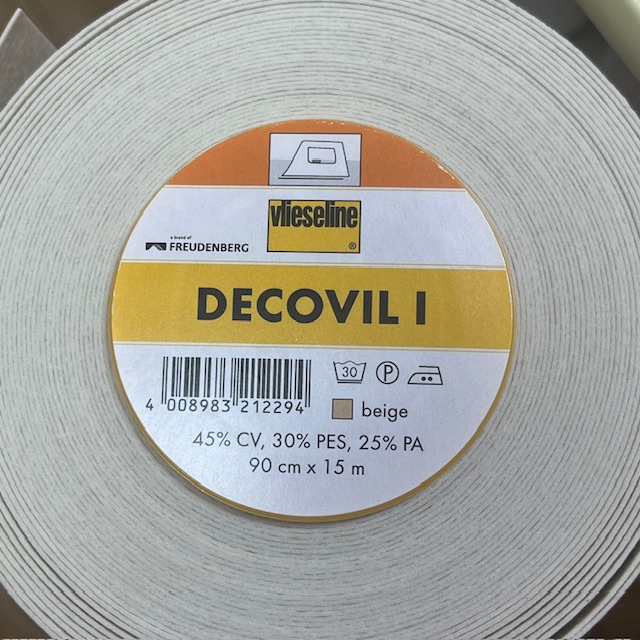 vlieseline
®
a brand of
FREUDENBERG
DECOVIL I
30 P
4 008983 212294
beige
45% CV, 30% PES, 25% PA
90 cm x 15 m